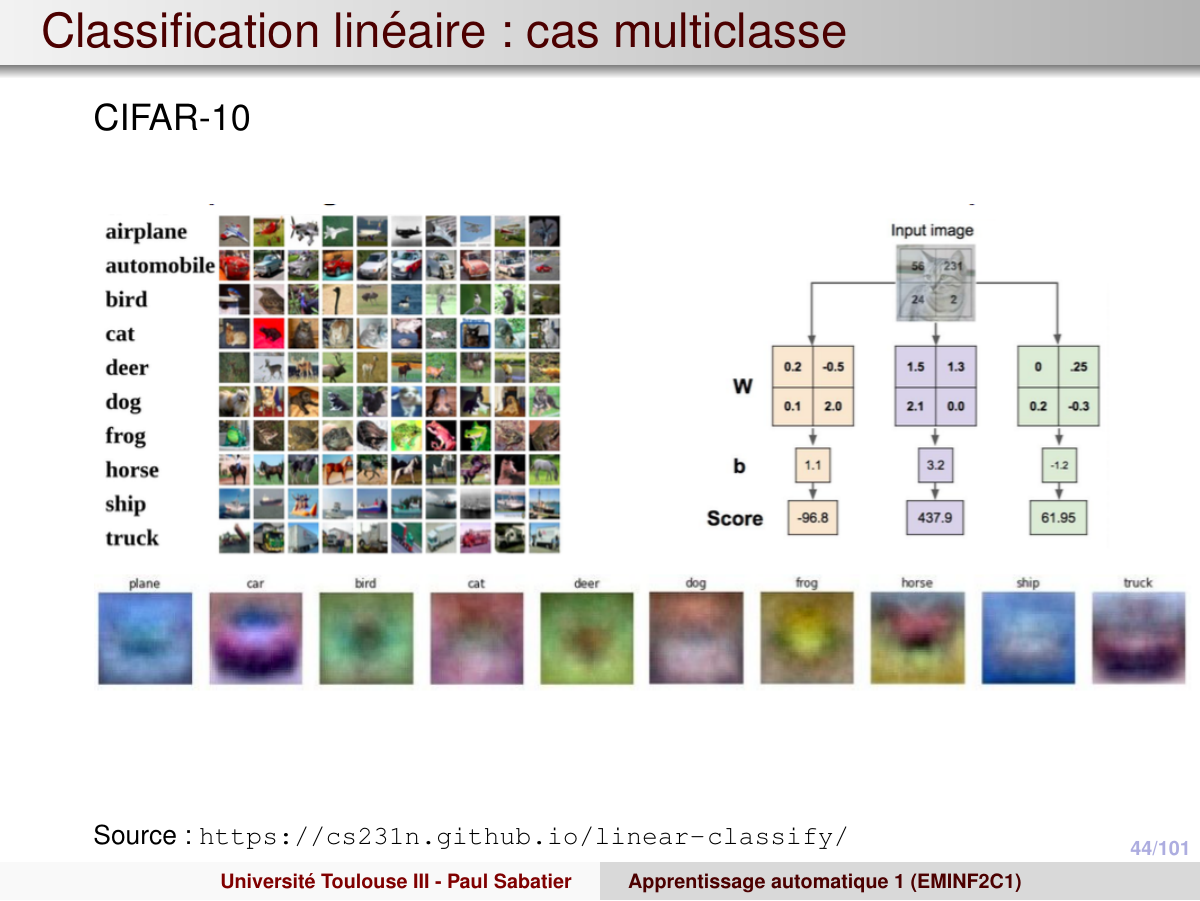 Classification linéaire : cas multiclasse
CIFAR-10
airplane
automobile
bird
cat
deer
dog
frog
horse
ship
truck
Input image
56 231
24 2
W
0.2 -0.5
0.1 2.0
1.5 1.3
2.1 0.0
0 .25
0.2 -0.3
b
1.1 3.2 -1.2
Score
-96.8 437.9 61.95
plane car bird cat deer dog frog horse ship truck
Source : https://cs231n.github.io/linear-classify/
44/101
Université Toulouse III - Paul Sabatier Apprentissage automatique 1 (EMINF2C1)